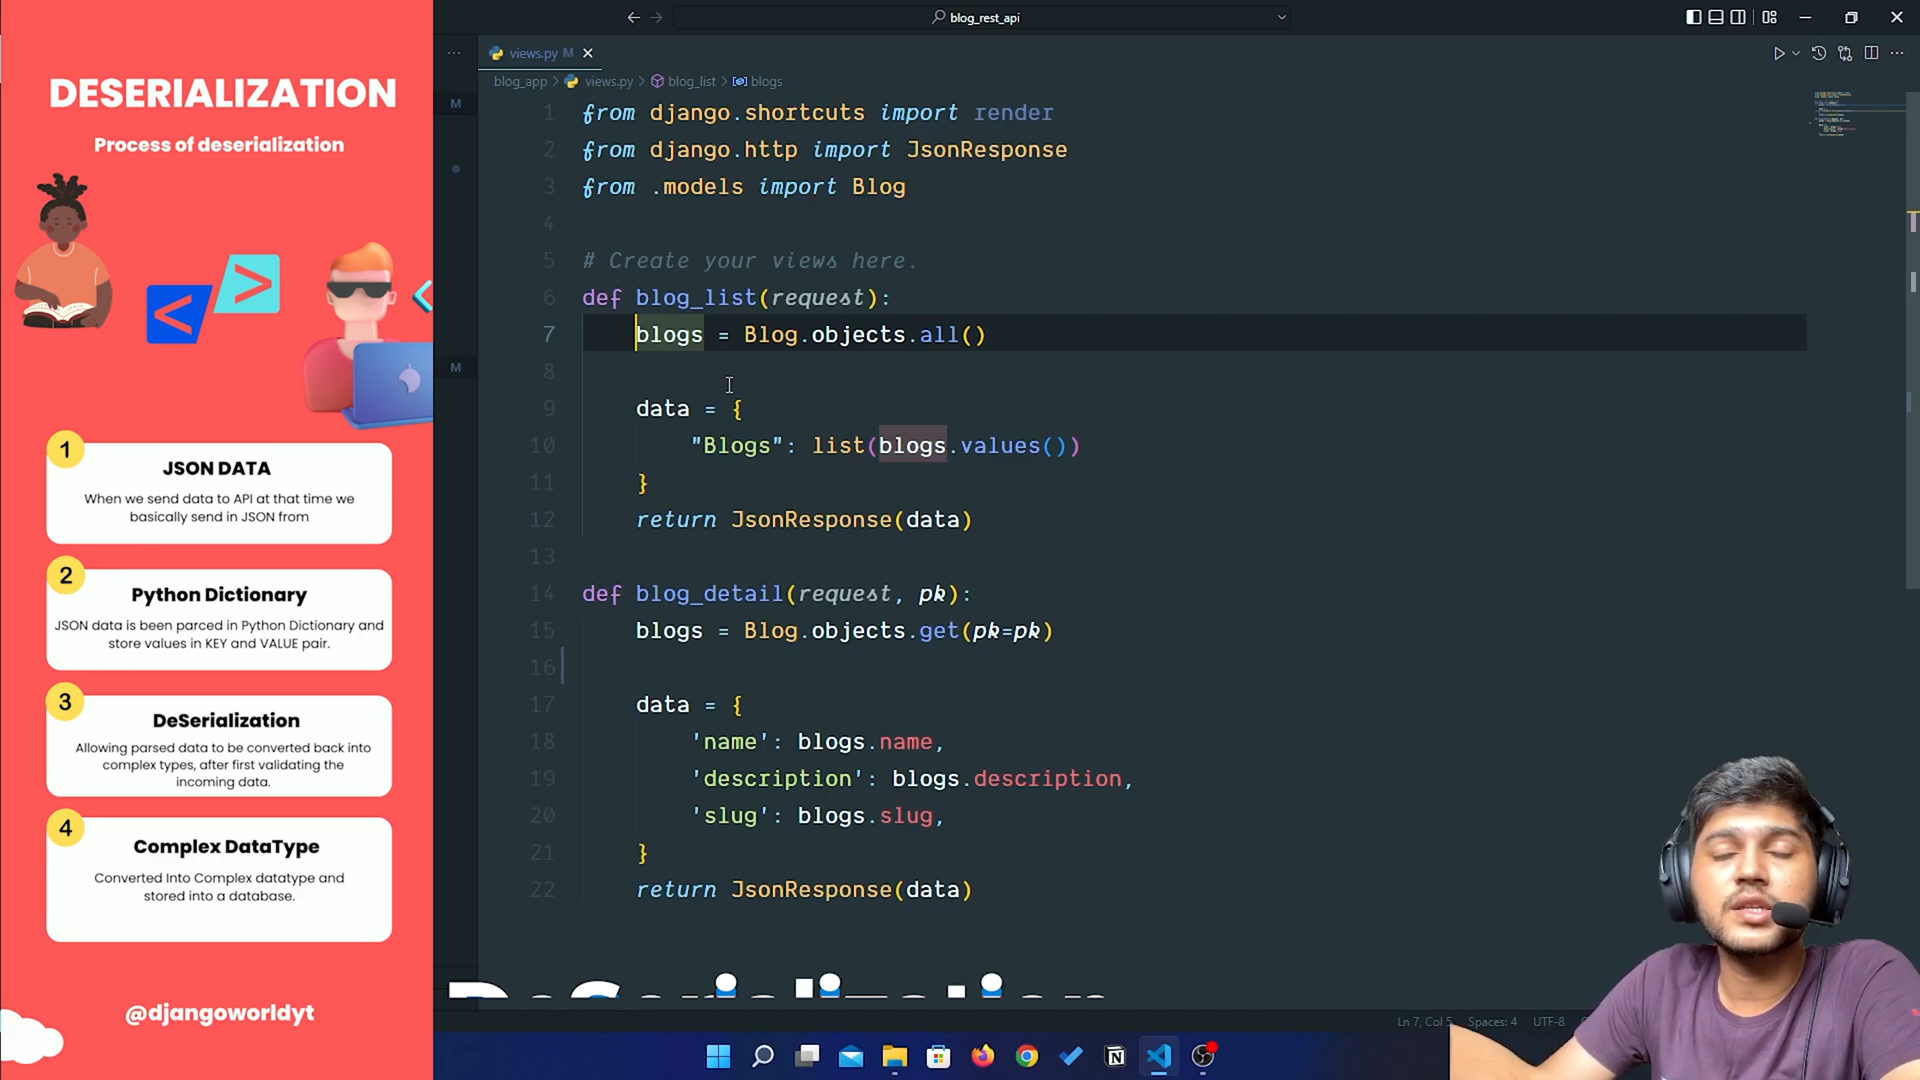 DESERIALIZATION
Process of deserialization
1
JSON DATA
When we send data to API at that time we
basically send in JSON from
2
Python Dictionary
JSON data is been parced in Python Dictionary and
store values in KEY and VALUE pair.
3
DeSerialization
Allowing parsed data to be converted back into
complex types, after first validating the
incoming data.
4
Complex DataType
Converted Into Complex datatype and
stored into a database.
@djangoworldyt
blog_rest_api
views.py M
blog_app > views.py > blog_list > blogs
M
M
1 from django.shortcuts import render
2 from django.http import JsonResponse
3 from .models import Blog
4
5 # Create your views here.
6 def blog_list(request):
7 blogs = Blog.objects.all()
8
9 data = {
10 "Blogs": list(blogs.values())
11 }
12 return JsonResponse(data)
13
14 def blog_detail(request, pk):
15 blogs = Blog.objects.get(pk=pk)
16
17 data = {
18 'name': blogs.name,
19 'description': blogs.description,
20 'slug': blogs.slug,
21 }
22 return JsonResponse(data)
DeSerialization
Ln 7, Col 5 Spaces: 4 UTF-8